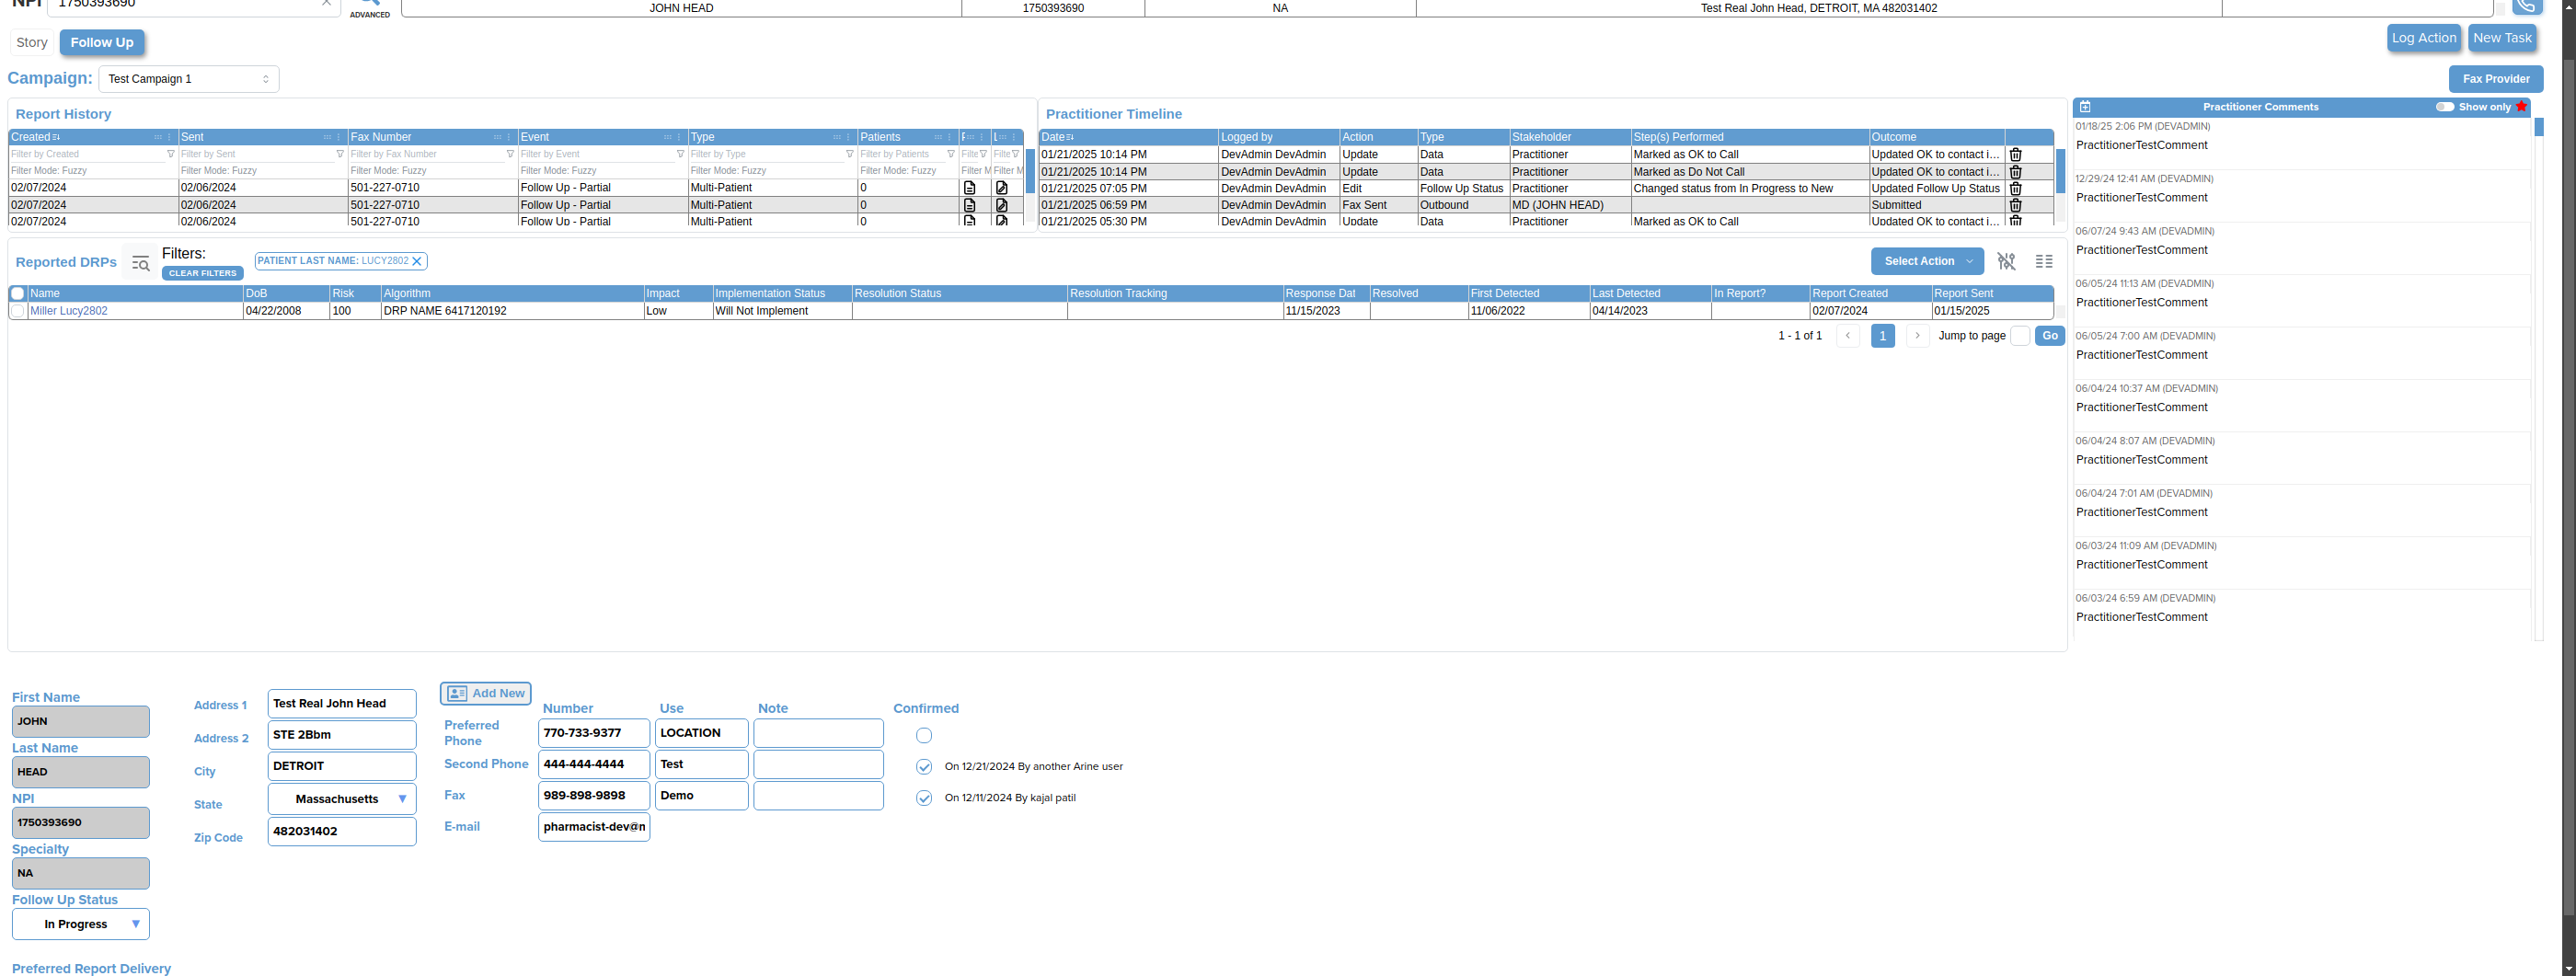 NPI 1750393690
ADVANCED
JOHN HEAD 1750393690 NA Test Real John Head, DETROIT, MA 482031402
Story Follow Up
Log Action New Task
Campaign: Test Campaign 1
Fax Provider
Report History
Created Sent Fax Number Event Type Patients
Filter by Created Filter by Sent Filter by Fax Number Filter by Event Filter by Type Filter by Patients Filte Filte
Filter Mode: Fuzzy Filter Mode: Fuzzy Filter Mode: Fuzzy Filter Mode: Fuzzy Filter Mode: Fuzzy Filter Mode: Fuzzy Filter M Filter M
02/07/2024 02/06/2024 501-227-0710 Follow Up - Partial Multi-Patient 0
02/07/2024 02/06/2024 501-227-0710 Follow Up - Partial Multi-Patient 0
02/07/2024 02/06/2024 501-227-0710 Follow Up - Partial Multi-Patient 0
Practitioner Timeline
Date Logged by Action Type Stakeholder Step(s) Performed Outcome
01/21/2025 10:14 PM DevAdmin DevAdmin Update Data Practitioner Marked as OK to Call Updated OK to contact i...
01/21/2025 10:14 PM DevAdmin DevAdmin Update Data Practitioner Marked as Do Not Call Updated OK to contact i...
01/21/2025 07:05 PM DevAdmin DevAdmin Edit Follow Up Status Practitioner Changed status from In Progress to New Updated Follow Up Status
01/21/2025 06:59 PM DevAdmin DevAdmin Fax Sent Outbound MD (JOHN HEAD) Submitted
01/21/2025 05:30 PM DevAdmin DevAdmin Update Data Practitioner Marked as OK to Call Updated OK to contact i...
Practitioner Comments Show only
01/18/25 2:06 PM (DEVADMIN)
PractitionerTestComment
12/29/24 12:41 AM (DEVADMIN)
PractitionerTestComment
06/07/24 9:43 AM (DEVADMIN)
PractitionerTestComment
06/05/24 11:13 AM (DEVADMIN)
PractitionerTestComment
06/05/24 7:00 AM (DEVADMIN)
PractitionerTestComment
06/04/24 10:37 AM (DEVADMIN)
PractitionerTestComment
06/04/24 8:07 AM (DEVADMIN)
PractitionerTestComment
06/04/24 7:01 AM (DEVADMIN)
PractitionerTestComment
06/03/24 11:09 AM (DEVADMIN)
PractitionerTestComment
06/03/24 6:59 AM (DEVADMIN)
PractitionerTestComment
Reported DRPs Filters:
CLEAR FILTERS
PATIENT LAST NAME: LUCY2802
Select Action
Name DoB Risk Algorithm Impact Implementation Status Resolution Status Resolution Tracking Response Dat Resolved First Detected Last Detected In Report? Report Created Report Sent
Miller Lucy2802 04/22/2008 100 DRP NAME 6417120192 Low Will Not Implement 11/15/2023 11/06/2022 04/14/2023 02/07/2024 01/15/2025
1 - 1 of 1 1 Jump to page Go
First Name
JOHN
Last Name
HEAD
NPI
1750393690
Specialty
NA
Follow Up Status
In Progress
Preferred Report Delivery
Address 1 Test Real John Head
Address 2 STE 2Bbm
City DETROIT
State Massachusetts
Zip Code 482031402
Add New
Number Use Note Confirmed
Preferred Phone 770-733-9377 LOCATION
Second Phone 444-444-4444 Test On 12/21/2024 By another Arine user
Fax 989-898-9898 Demo On 12/11/2024 By kajal patil
E-mail pharmacist-dev@n